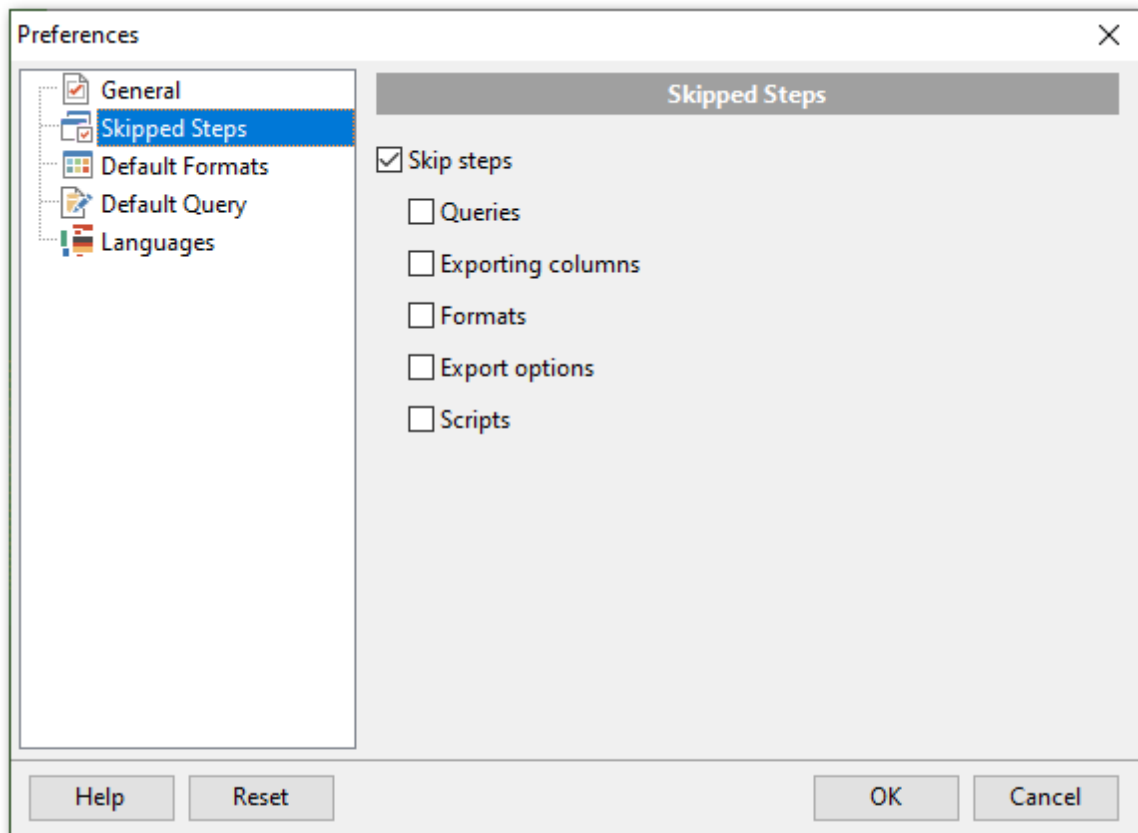 Preferences
General
Skipped Steps
Default Formats
Default Query
Languages
Skipped Steps
Skip steps
Queries
Exporting columns
Formats
Export options
Scripts
Help
Reset
OK
Cancel